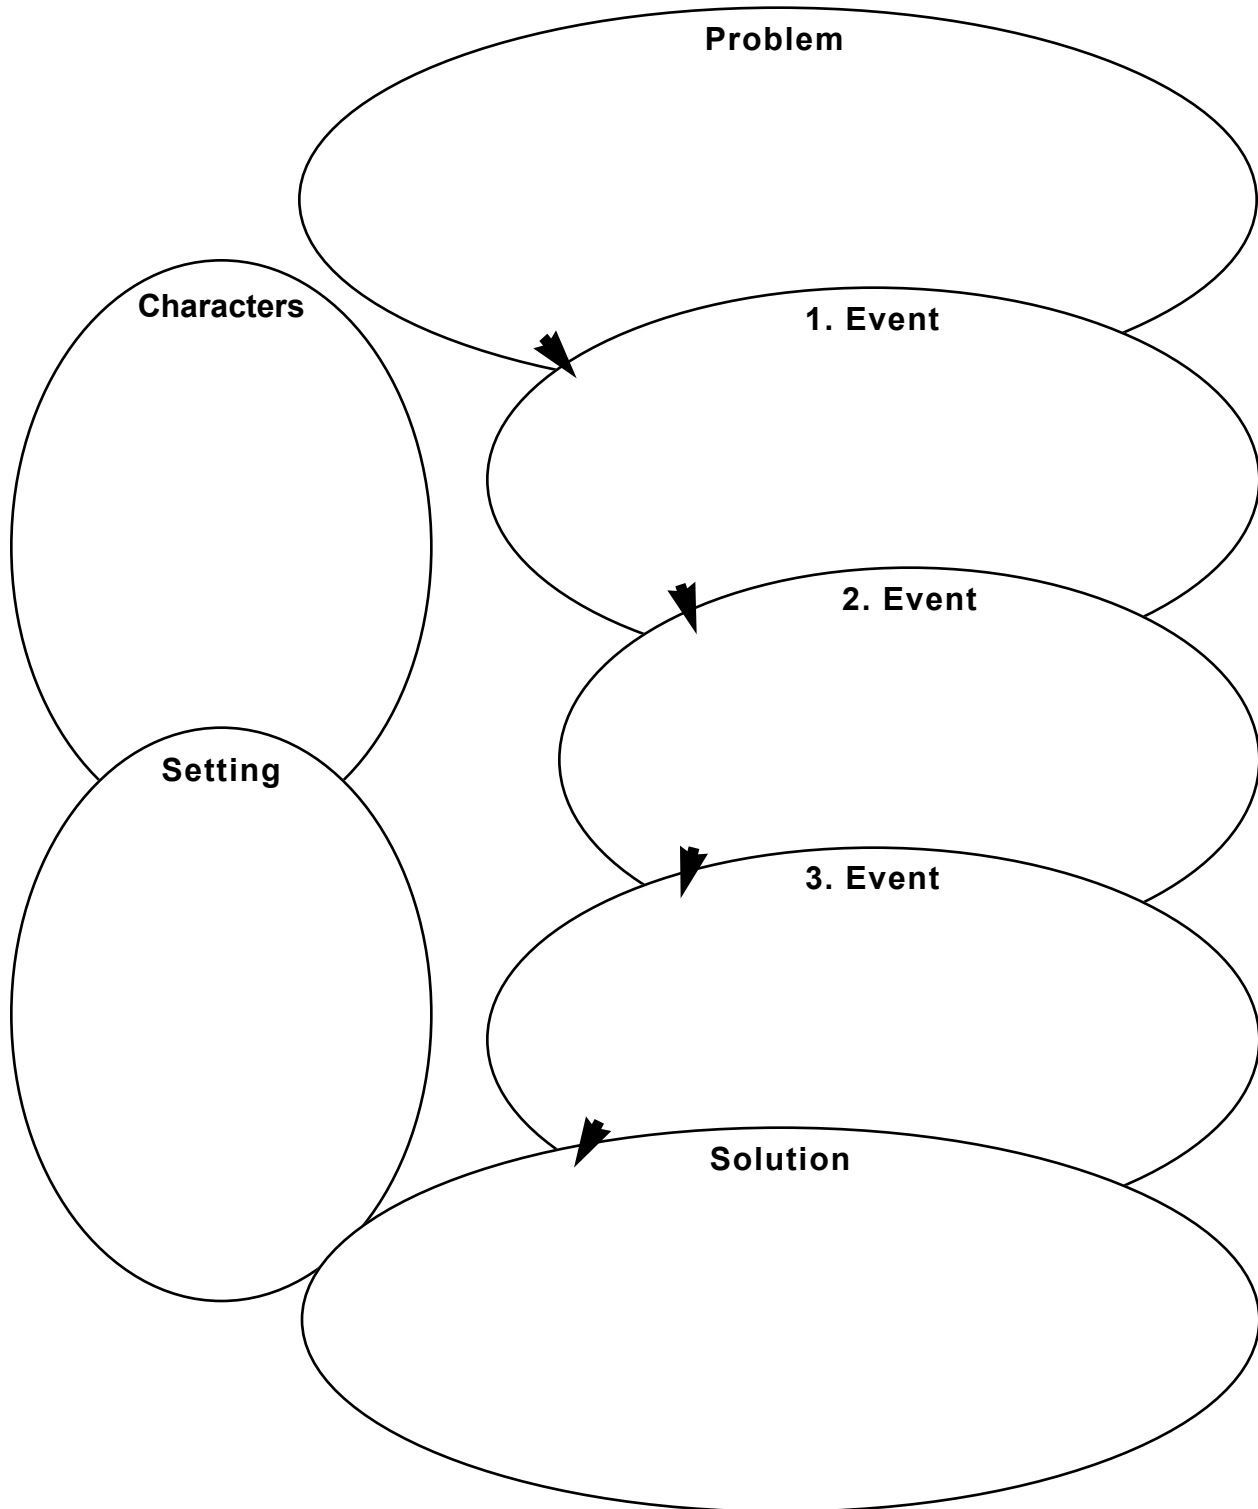 Problem
Characters
1. Event
2. Event
Setting
3. Event
Solution